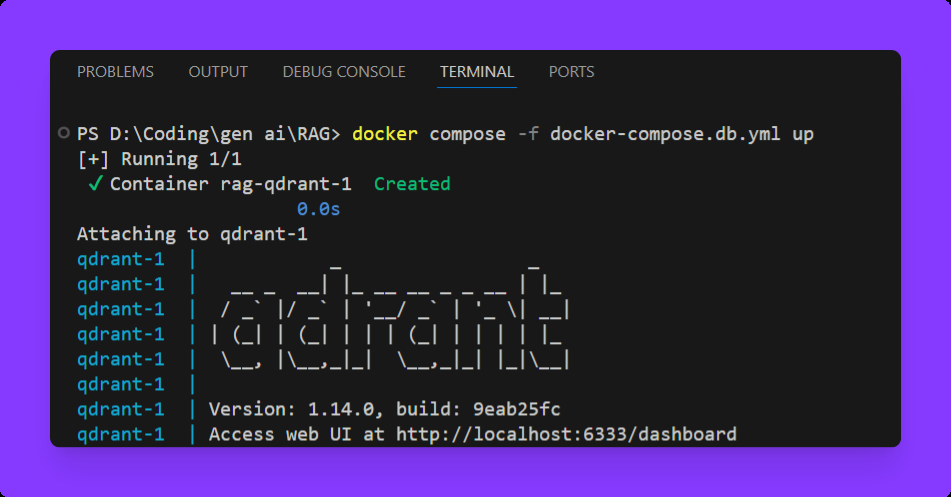 PROBLEMS OUTPUT DEBUG CONSOLE TERMINAL PORTS
PS D:\Coding\gen ai\RAG> docker compose -f docker-compose.db.yml up
[+] Running 1/1
✓ Container rag-qdrant-1 Created
0.0s
Attaching to qdrant-1
qdrant-1 |
qdrant-1 |
qdrant-1 | qdrant
qdrant-1 |
qdrant-1 |
qdrant-1 |
qdrant-1 | Version: 1.14.0, build: 9eab25fc
qdrant-1 | Access web UI at http://localhost:6333/dashboard